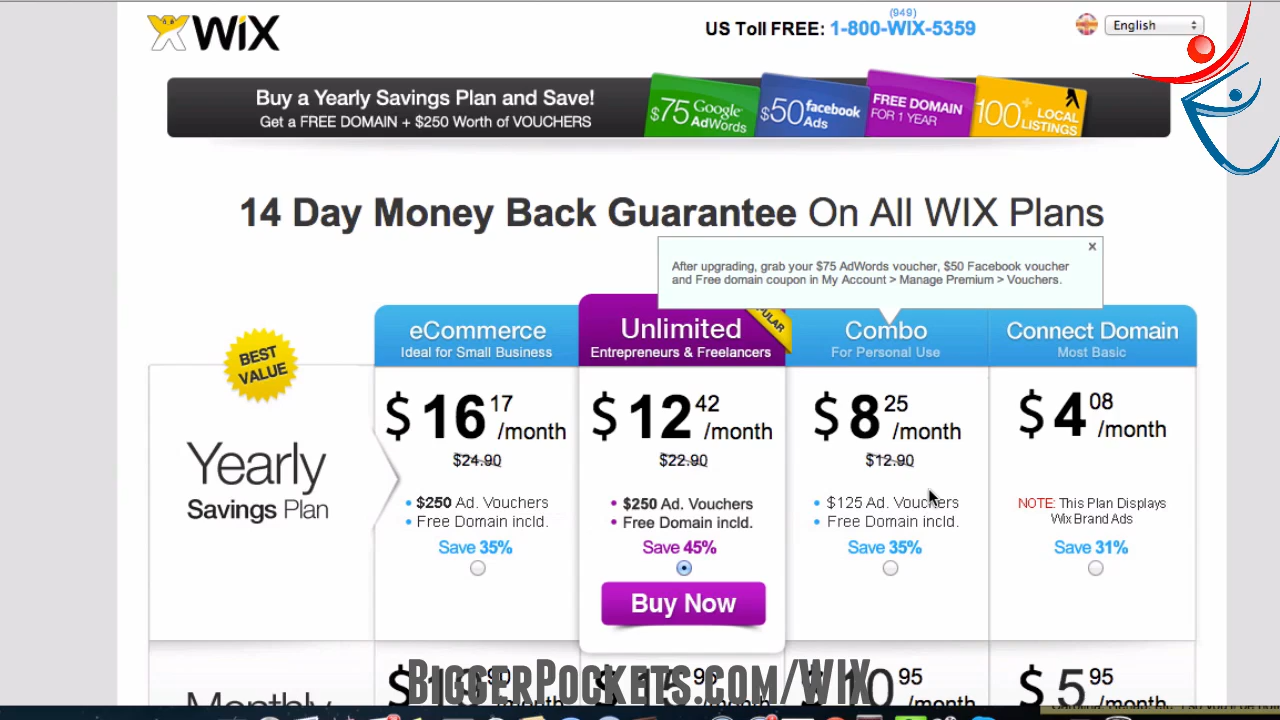 WiX
(949)
US Toll FREE: 1-800-WIX-5359
English
Buy a Yearly Savings Plan and Save!
Get a FREE DOMAIN + $250 Worth of VOUCHERS
$75 Google AdWords
$50 facebook Ads
FREE DOMAIN FOR 1 YEAR
100+ LOCAL LISTINGS
14 Day Money Back Guarantee On All WIX Plans
x
After upgrading, grab your $75 AdWords voucher, $50 Facebook voucher
and Free domain coupon in My Account > Manage Premium > Vouchers.
BEST VALUE
Yearly
Savings Plan
eCommerce
Ideal for Small Business
$16 17 /month
$24.90
• $250 Ad. Vouchers
• Free Domain incld.
Save 35%
Unlimited
Entrepreneurs & Freelancers
$12 42 /month
$22.90
• $250 Ad. Vouchers
• Free Domain incld.
Save 45%
Buy Now
Combo
For Personal Use
$8 25 /month
$12.90
• $125 Ad. Vouchers
• Free Domain incld.
Save 35%
Connect Domain
Most Basic
$4 08 /month
NOTE: This Plan Displays
Wix Brand Ads
Save 31%
Monthly
$10 95 /month
$5 95 /month
BiggerPockets.com/WIX